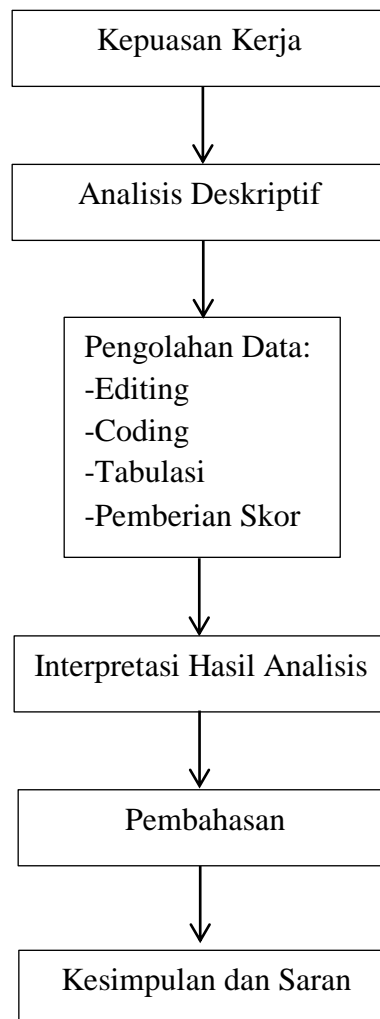 Kepuasan Kerja
Analisis Deskriptif
Pengolahan Data:
-Editing
-Coding
-Tabulasi
-Pemberian Skor
Interpretasi Hasil Analisis
Pembahasan
Kesimpulan dan Saran